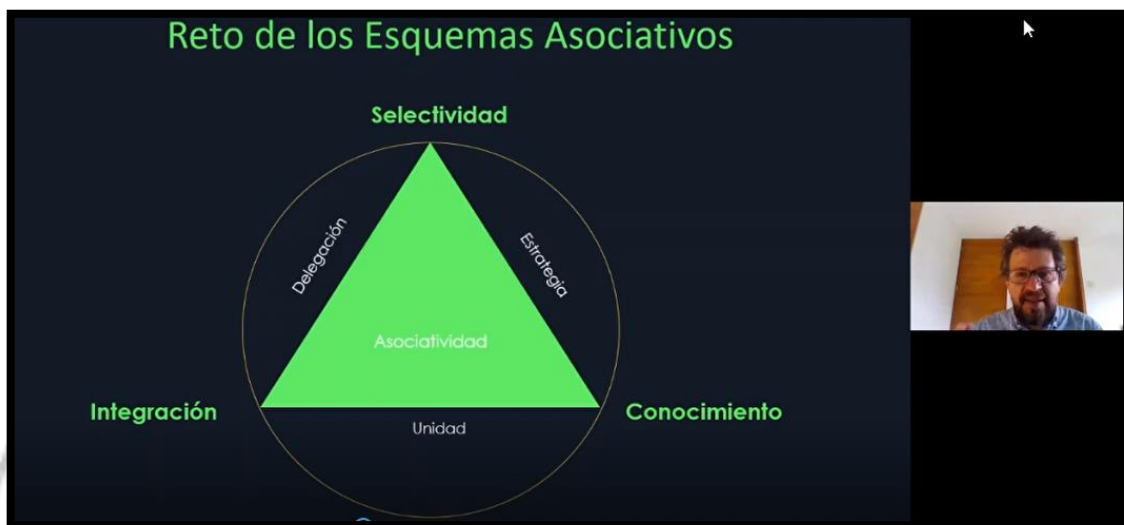 Reto de los Esquemas Asociativos
Selectividad
Delegación
Estrategia
Asociatividad
Integración
Conocimiento
Unidad